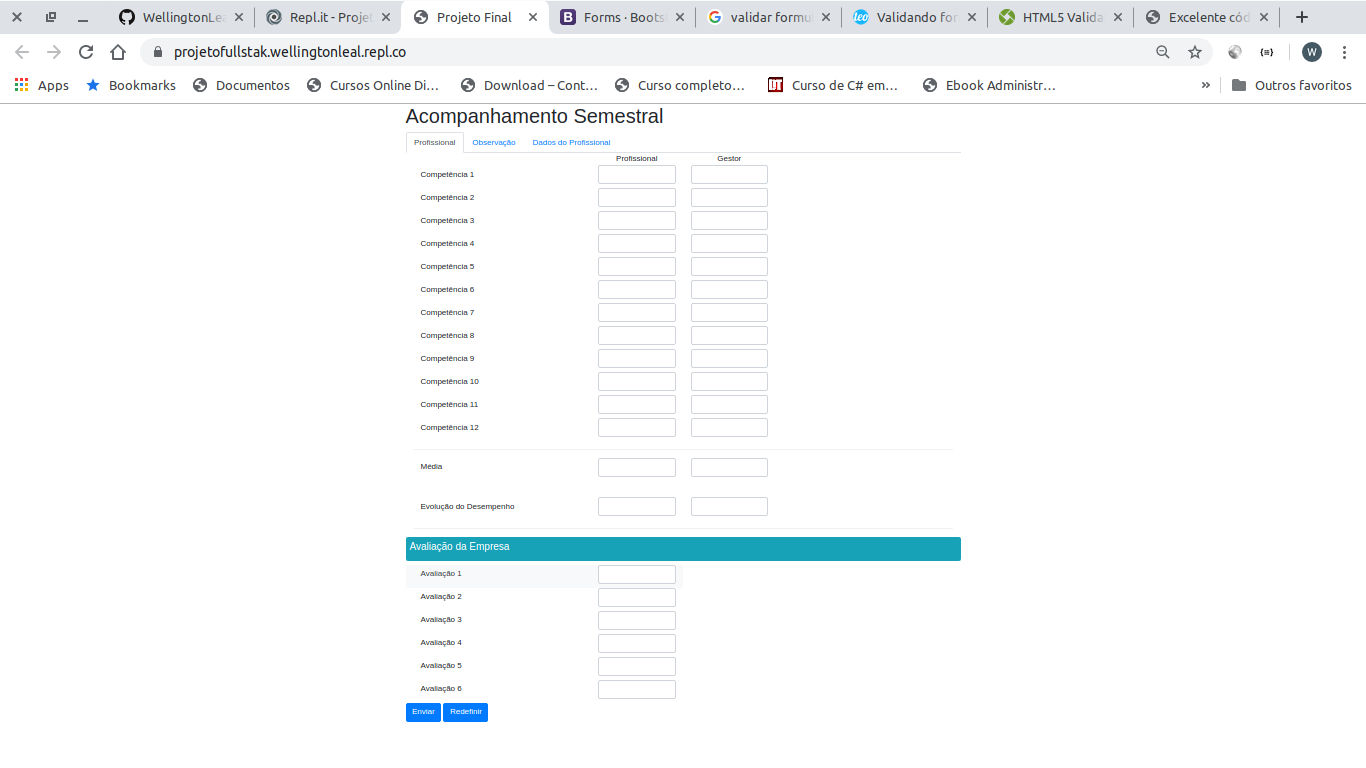 WellingtonLea
Repl.it - Projet
Projeto Final
Forms · Boots
validar formu
Validando for
HTML5 Valida
Excelente cód
projetofullstak.wellingtonleal.repl.co
W
Apps
Bookmarks
Documentos
Cursos Online Di…
Download – Cont…
Curso completo…
Curso de C# em…
Ebook Administr…
»
Outros favoritos
Acompanhamento Semestral
Profissional Observação Dados do Profissional
Profissional Gestor
Competência 1
Competência 2
Competência 3
Competência 4
Competência 5
Competência 6
Competência 7
Competência 8
Competência 9
Competência 10
Competência 11
Competência 12
Média
Evolução do Desempenho
Avaliação da Empresa
Avaliação 1
Avaliação 2
Avaliação 3
Avaliação 4
Avaliação 5
Avaliação 6
Enviar Redefinir